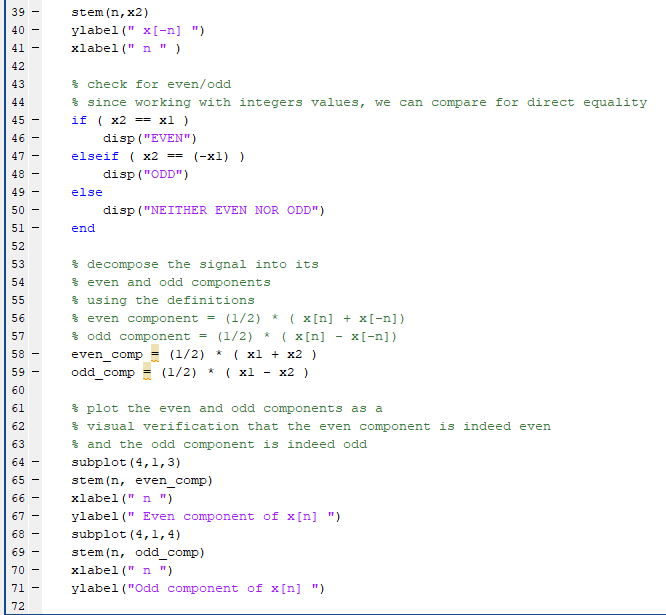 39 - stem(n,x2)
40 - ylabel(" x[-n] ")
41 - xlabel(" n " )
42
43 % check for even/odd
44 % since working with integers values, we can compare for direct equality
45 - if ( x2 == x1 )
46 - disp("EVEN")
47 - elseif ( x2 == (-x1) )
48 - disp("ODD")
49 - else
50 - disp("NEITHER EVEN NOR ODD")
51 - end
52
53 % decompose the signal into its
54 % even and odd components
55 % using the definitions
56 % even component = (1/2) * ( x[n] + x[-n])
57 % odd component = (1/2) * ( x[n] - x[-n])
58 - even_comp = (1/2) * ( x1 + x2 )
59 - odd_comp = (1/2) * ( x1 - x2 )
60
61 % plot the even and odd components as a
62 % visual verification that the even component is indeed even
63 % and the odd component is indeed odd
64 - subplot(4,1,3)
65 - stem(n, even_comp)
66 - xlabel(" n ")
67 - ylabel(" Even component of x[n] ")
68 - subplot(4,1,4)
69 - stem(n, odd_comp)
70 - xlabel(" n ")
71 - ylabel("Odd component of x[n] ")
72